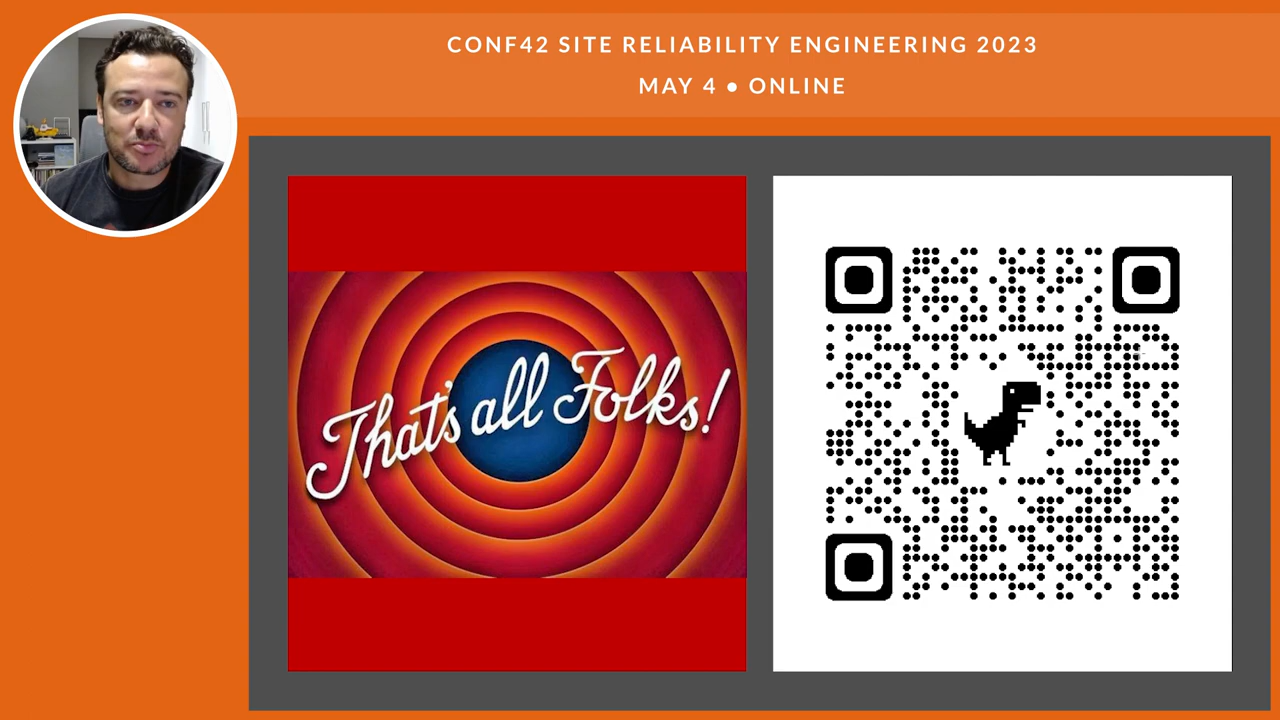 CONF42 SITE RELIABILITY ENGINEERING 2023
MAY 4 • ONLINE
That's all Folks!